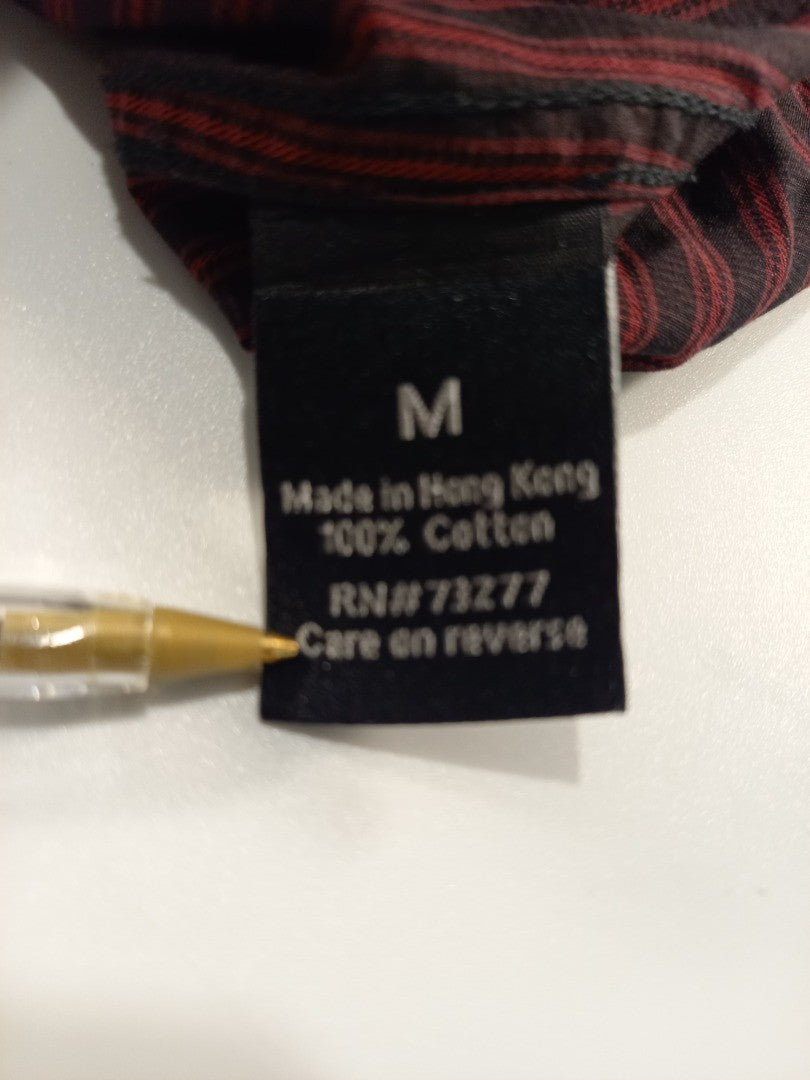 M
Made in Hong Kong
100% Cotton
RN#73277
Care on reverse